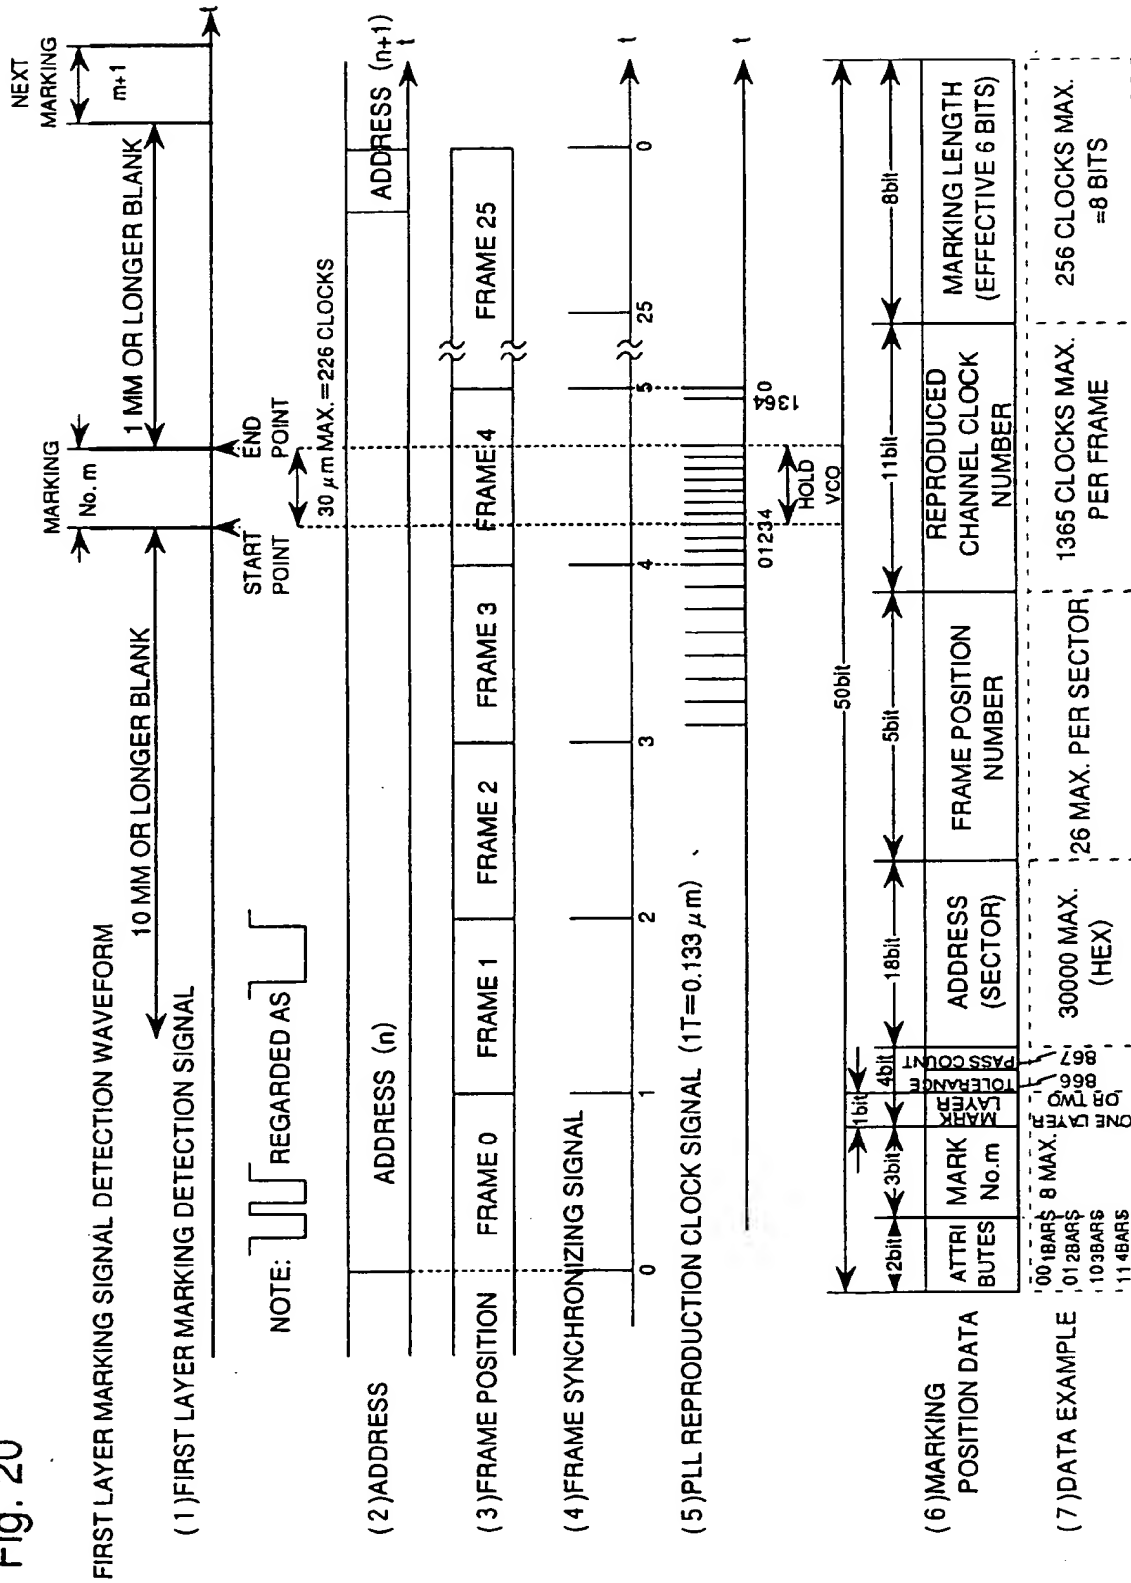 Fig. 20
FIRST LAYER MARKING SIGNAL DETECTION WAVEFORM
(1)FIRST LAYER MARKING DETECTION SIGNAL
10 MM OR LONGER BLANK
MARKING
No. m
1 MM OR LONGER BLANK
NEXT
MARKING
m+1
t
START
POINT
END
POINT
NOTE:
REGARDED AS
30 μm MAX.=226 CLOCKS
(2)ADDRESS
ADDRESS (n)
ADDRESS (n+1)
t
(3)FRAME POSITION
FRAME 0
FRAME 1
FRAME 2
FRAME 3
FRAME 4
FRAME 25
(4)FRAME SYNCHRONIZING SIGNAL
0
1
2
3
4
5
25
0
t
(5)PLL REPRODUCTION CLOCK SIGNAL (1T=0.133 μm)
01234
1364
0
t
HOLD
VCO
50bit
2bit
3bit
1bit
4bit
18bit
5bit
11bit
8bit
(6)MARKING
POSITION DATA
ATTRI
BUTES
MARK
No.m
MARK
LAYER
TOLERANCE
PASS COUNT
ADDRESS
(SECTOR)
FRAME POSITION
NUMBER
REPRODUCED
CHANNEL CLOCK
NUMBER
MARKING LENGTH
(EFFECTIVE 6 BITS)
(7)DATA EXAMPLE
00 1BARS
01 2BARS
10 3BARS
11 4BARS
8 MAX.
ONE LAYER
OR TWO
866
867
30000 MAX.
(HEX)
26 MAX. PER SECTOR
1365 CLOCKS MAX.
PER FRAME
256 CLOCKS MAX.
=8 BITS